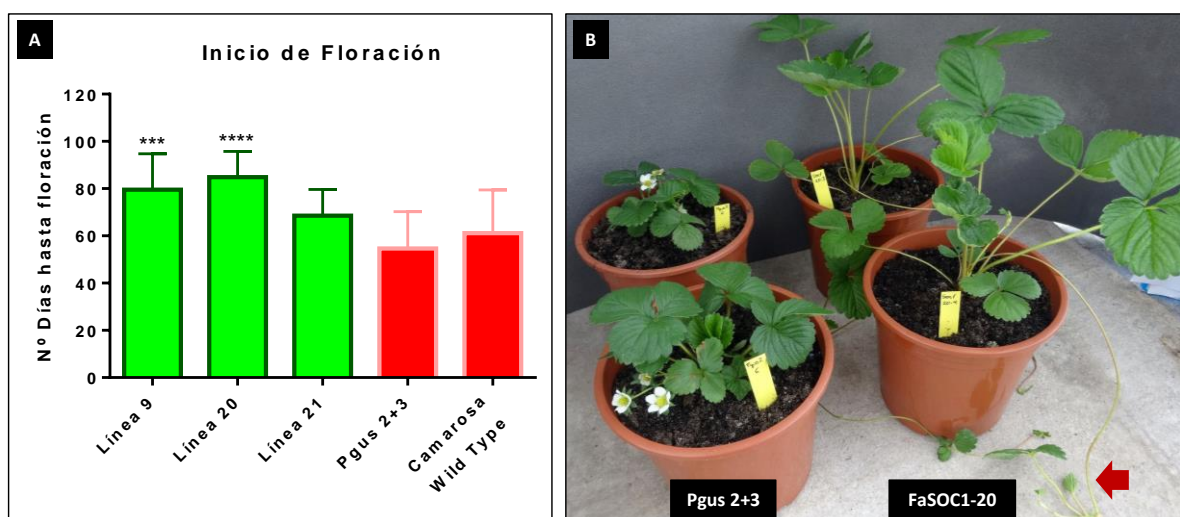 A
Inicio de Floración
Nº Días hasta floración
120
100
80
60
40
20
0
***
****
Línea 9
Línea 20
Línea 21
Pgus 2+3
Camarosa
Wild Type
B
Pgus 2+3
FaSOC1-20